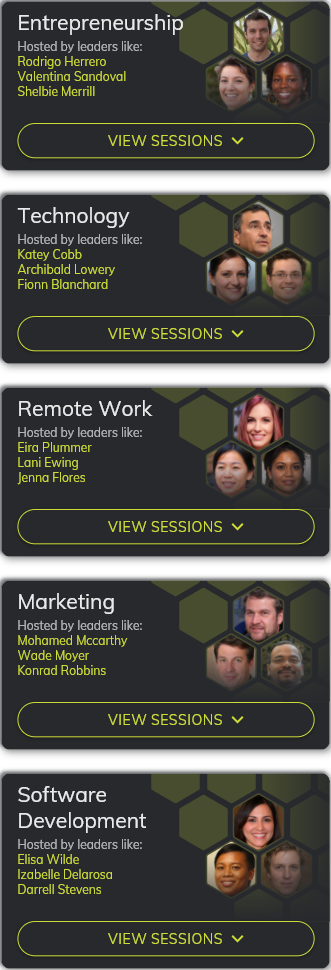 Entrepreneurship
Hosted by leaders like:
Rodrigo Herrero
Valentina Sandoval
Shelbie Merrill
VIEW SESSIONS
Technology
Hosted by leaders like:
Katey Cobb
Archibald Lowery
Fionn Blanchard
VIEW SESSIONS
Remote Work
Hosted by leaders like:
Eira Plummer
Lani Ewing
Jenna Flores
VIEW SESSIONS
Marketing
Hosted by leaders like:
Mohamed Mccarthy
Wade Moyer
Konrad Robbins
VIEW SESSIONS
Software
Development
Hosted by leaders like:
Elisa Wilde
Izabelle Delarosa
Darrell Stevens
VIEW SESSIONS